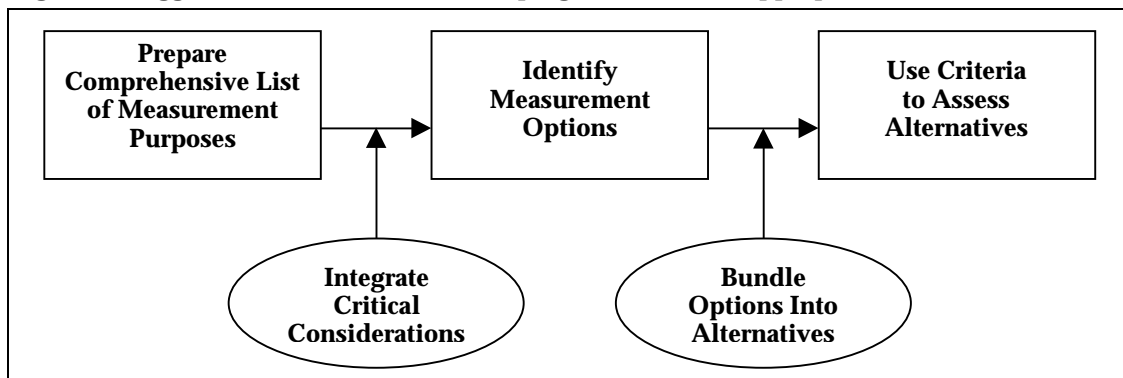 Prepare
Comprehensive List
of Measurement
Purposes
Identify
Measurement
Options
Use Criteria
to Assess
Alternatives
Integrate
Critical
Considerations
Bundle
Options Into
Alternatives